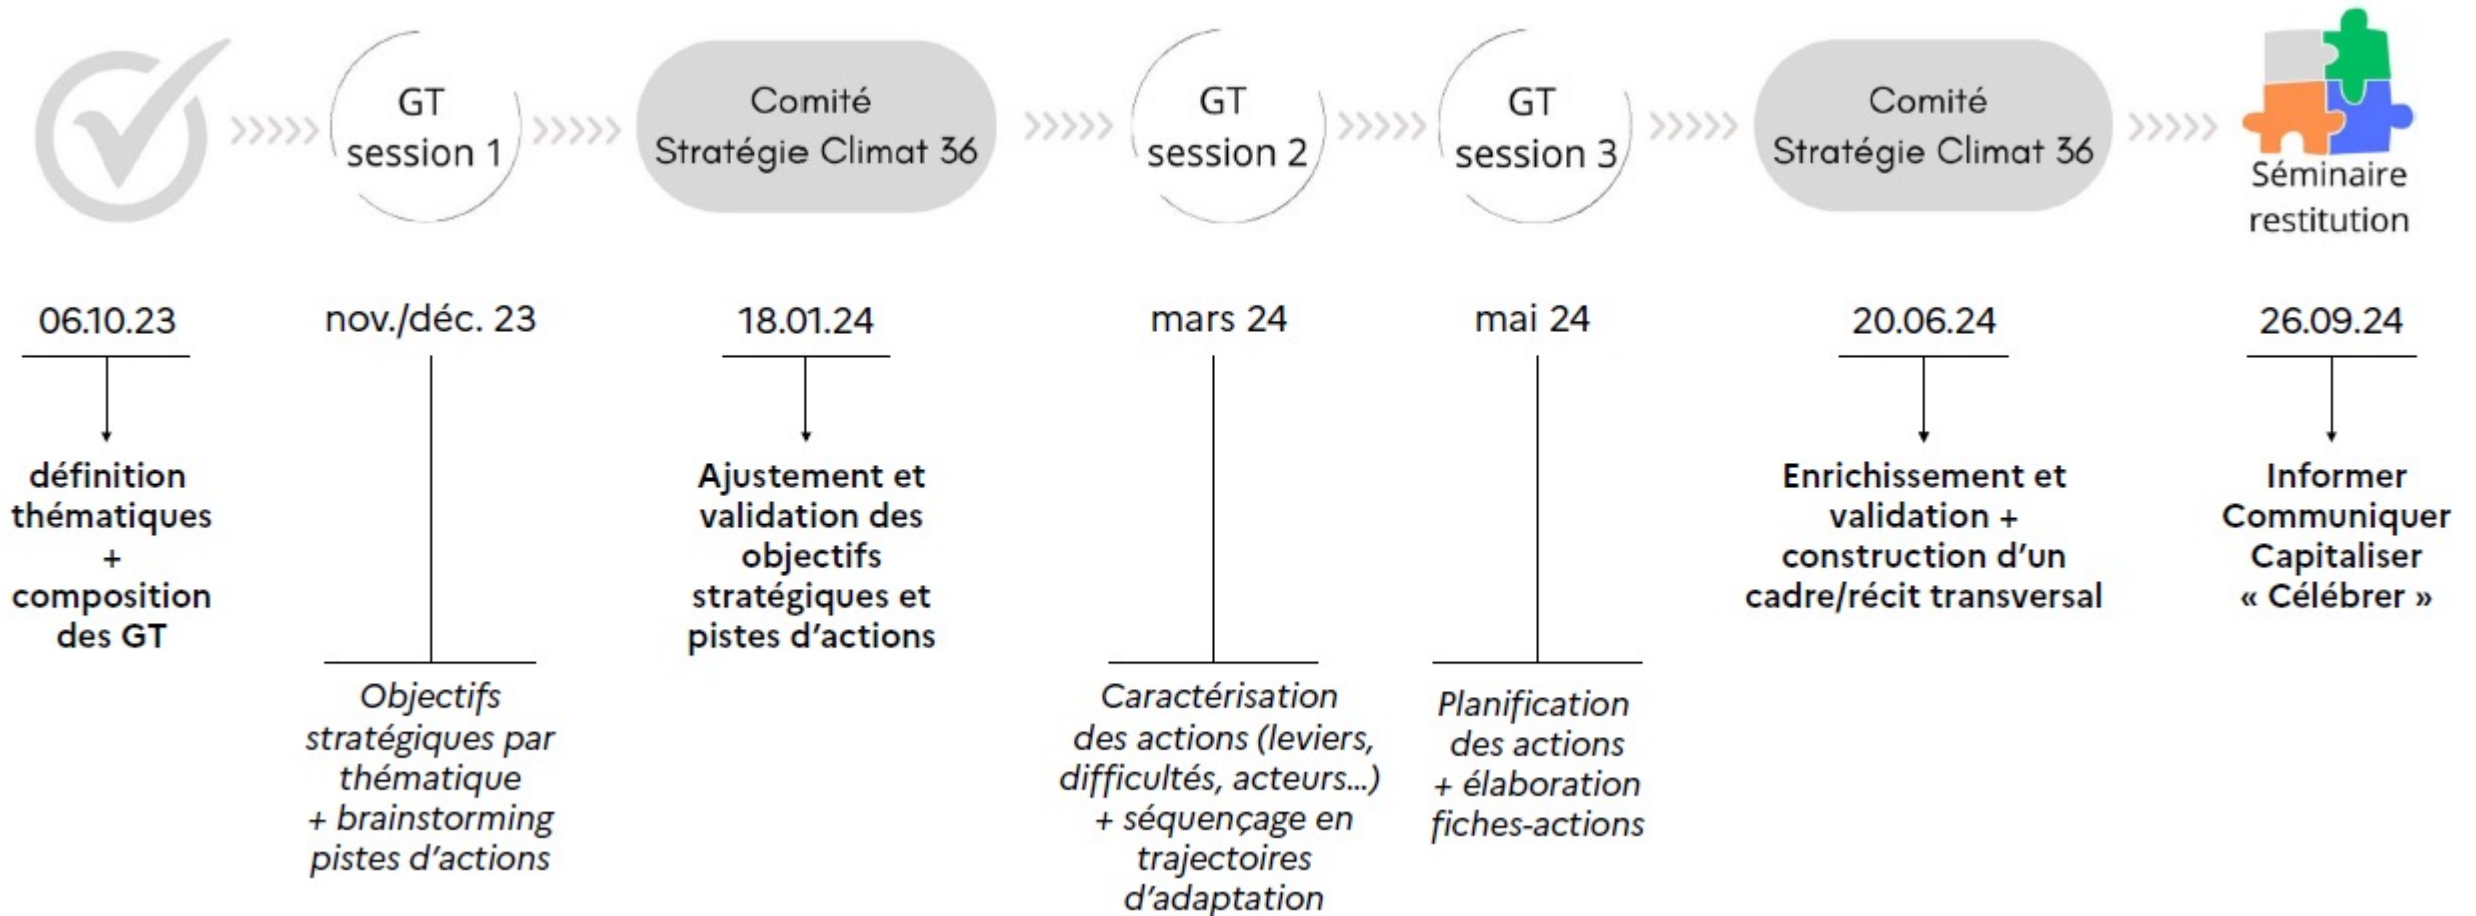 GT
session 1
Comité
Stratégie Climat 36
GT
session 2
GT
session 3
Comité
Stratégie Climat 36
Séminaire
restitution
06.10.23
nov./déc. 23
18.01.24
mars 24
mai 24
20.06.24
26.09.24
définition
thématiques
+
composition
des GT
Objectifs
stratégiques par
thématique
+ brainstorming
pistes d'actions
Ajustement et
validation des
objectifs
stratégiques et
pistes d'actions
Caractérisation
des actions (leviers,
difficultés, acteurs...)
+ séquençage en
trajectoires
d'adaptation
Planification
des actions
+ élaboration
fiches-actions
Enrichissement et
validation +
construction d'un
cadre/récit transversal
Informer
Communiquer
Capitaliser
« Célébrer »